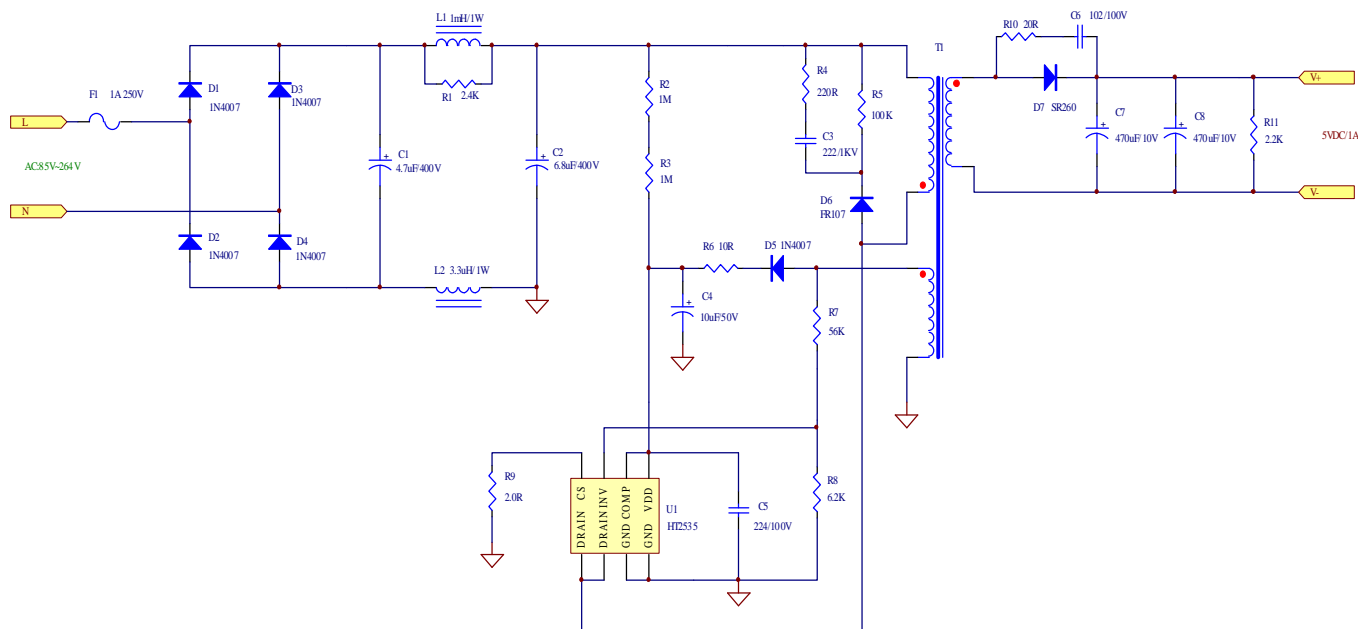 L1 1mH/1W
R1 2.4K
F1 1A 250V
L
AC:85V~264V
N
D1
1N4007
D3
1N4007
D2
1N4007
D4
1N4007
C1
4.7uF/400V
L2 3.3uH/1W
C2
6.8uF/400V
R2
1M
R3
1M
R4
220R
C3
222/1KV
R5
100K
D6
FR107
R6 10R
D5 1N4007
C4
10uF/50V
R7
56K
T1
R10 20R
C6 102/100V
D7 SR260
C7
470uF/10V
C8
470uF/10V
R11
2.2K
V+
5VDC/1A
V-
R9
2.0R
DRAIN CS
DRAIN INV
GND COMP
GND VDD
U1
HT2535
C5
224/100V
R8
6.2K